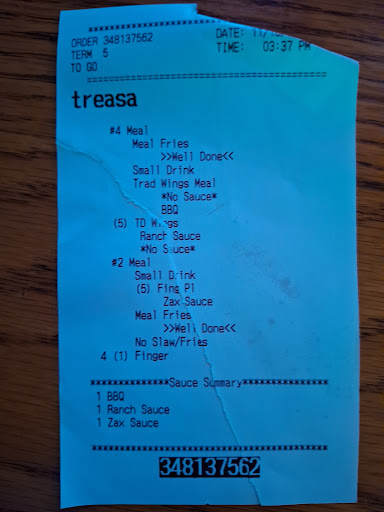 ORDER 348137562 DATE: 11/
TERM 5 TIME: 03:37 PM
TO GO
treasa
#4 Meal
Meal Fries
>>Well Done<<
Small Drink
Trad Wings Meal
*No Sauce*
BBQ
(5) TD Wings
Ranch Sauce
*No Sauce*
#2 Meal
Small Drink
(5) Fing Pl
Zax Sauce
Meal Fries
>>Well Done<<
No Slaw/Fries
4 (1) Finger
Sauce Summary
1 BBQ
1 Ranch Sauce
1 Zax Sauce
348137562